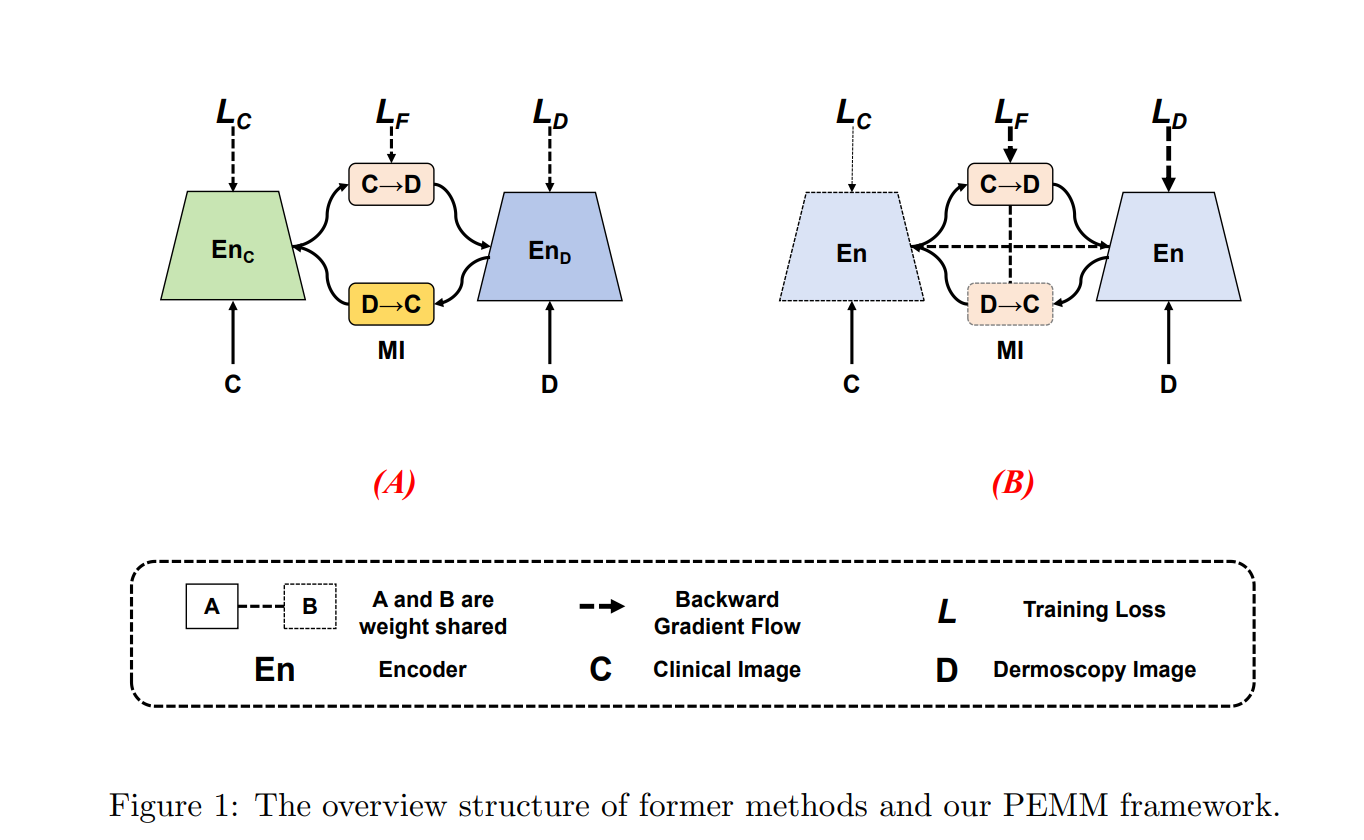 L_C L_F L_D
C→D
En_C En_D
D→C
MI
C D
(A)
L_C L_F L_D
C→D
En En
D→C
MI
C D
(B)
A B A and B are
weight shared
Backward
Gradient Flow
L Training Loss
En Encoder C Clinical Image D Dermoscopy Image
Figure 1: The overview structure of former methods and our PEMM framework.